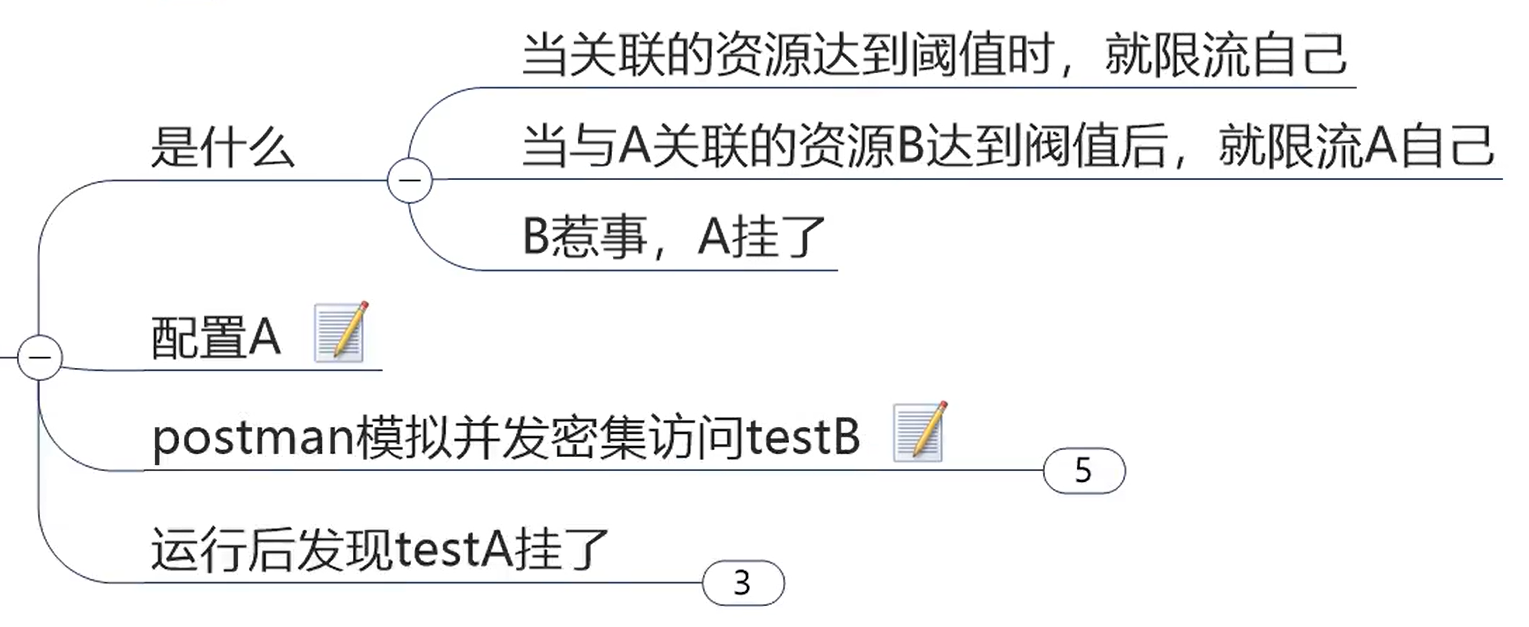 当关联的资源达到阈值时，就限流自己
是什么
当与A关联的资源B达到阀值后，就限流A自己
B惹事，A挂了
配置A
postman模拟并发密集访问testB
5
运行后发现testA挂了
3